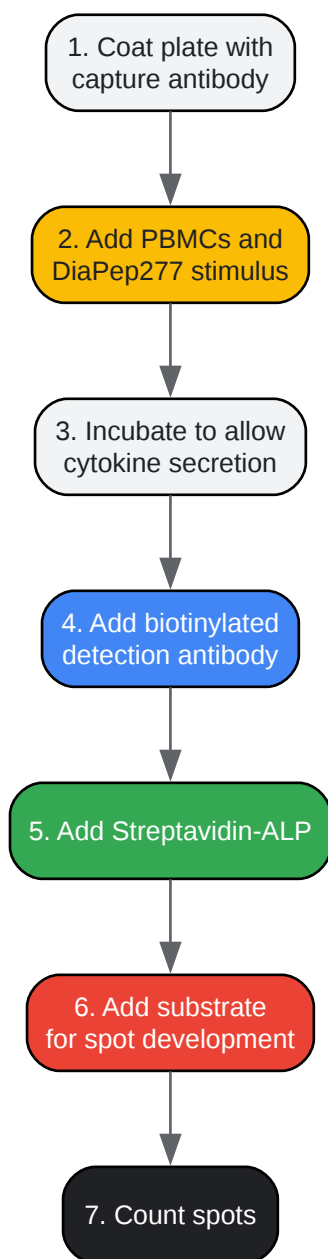 1. Coat plate with
capture antibody
2. Add PBMCs and
DiaPep277 stimulus
3. Incubate to allow
cytokine secretion
4. Add biotinylated
detection antibody
5. Add Streptavidin-ALP
6. Add substrate
for spot development
7. Count spots